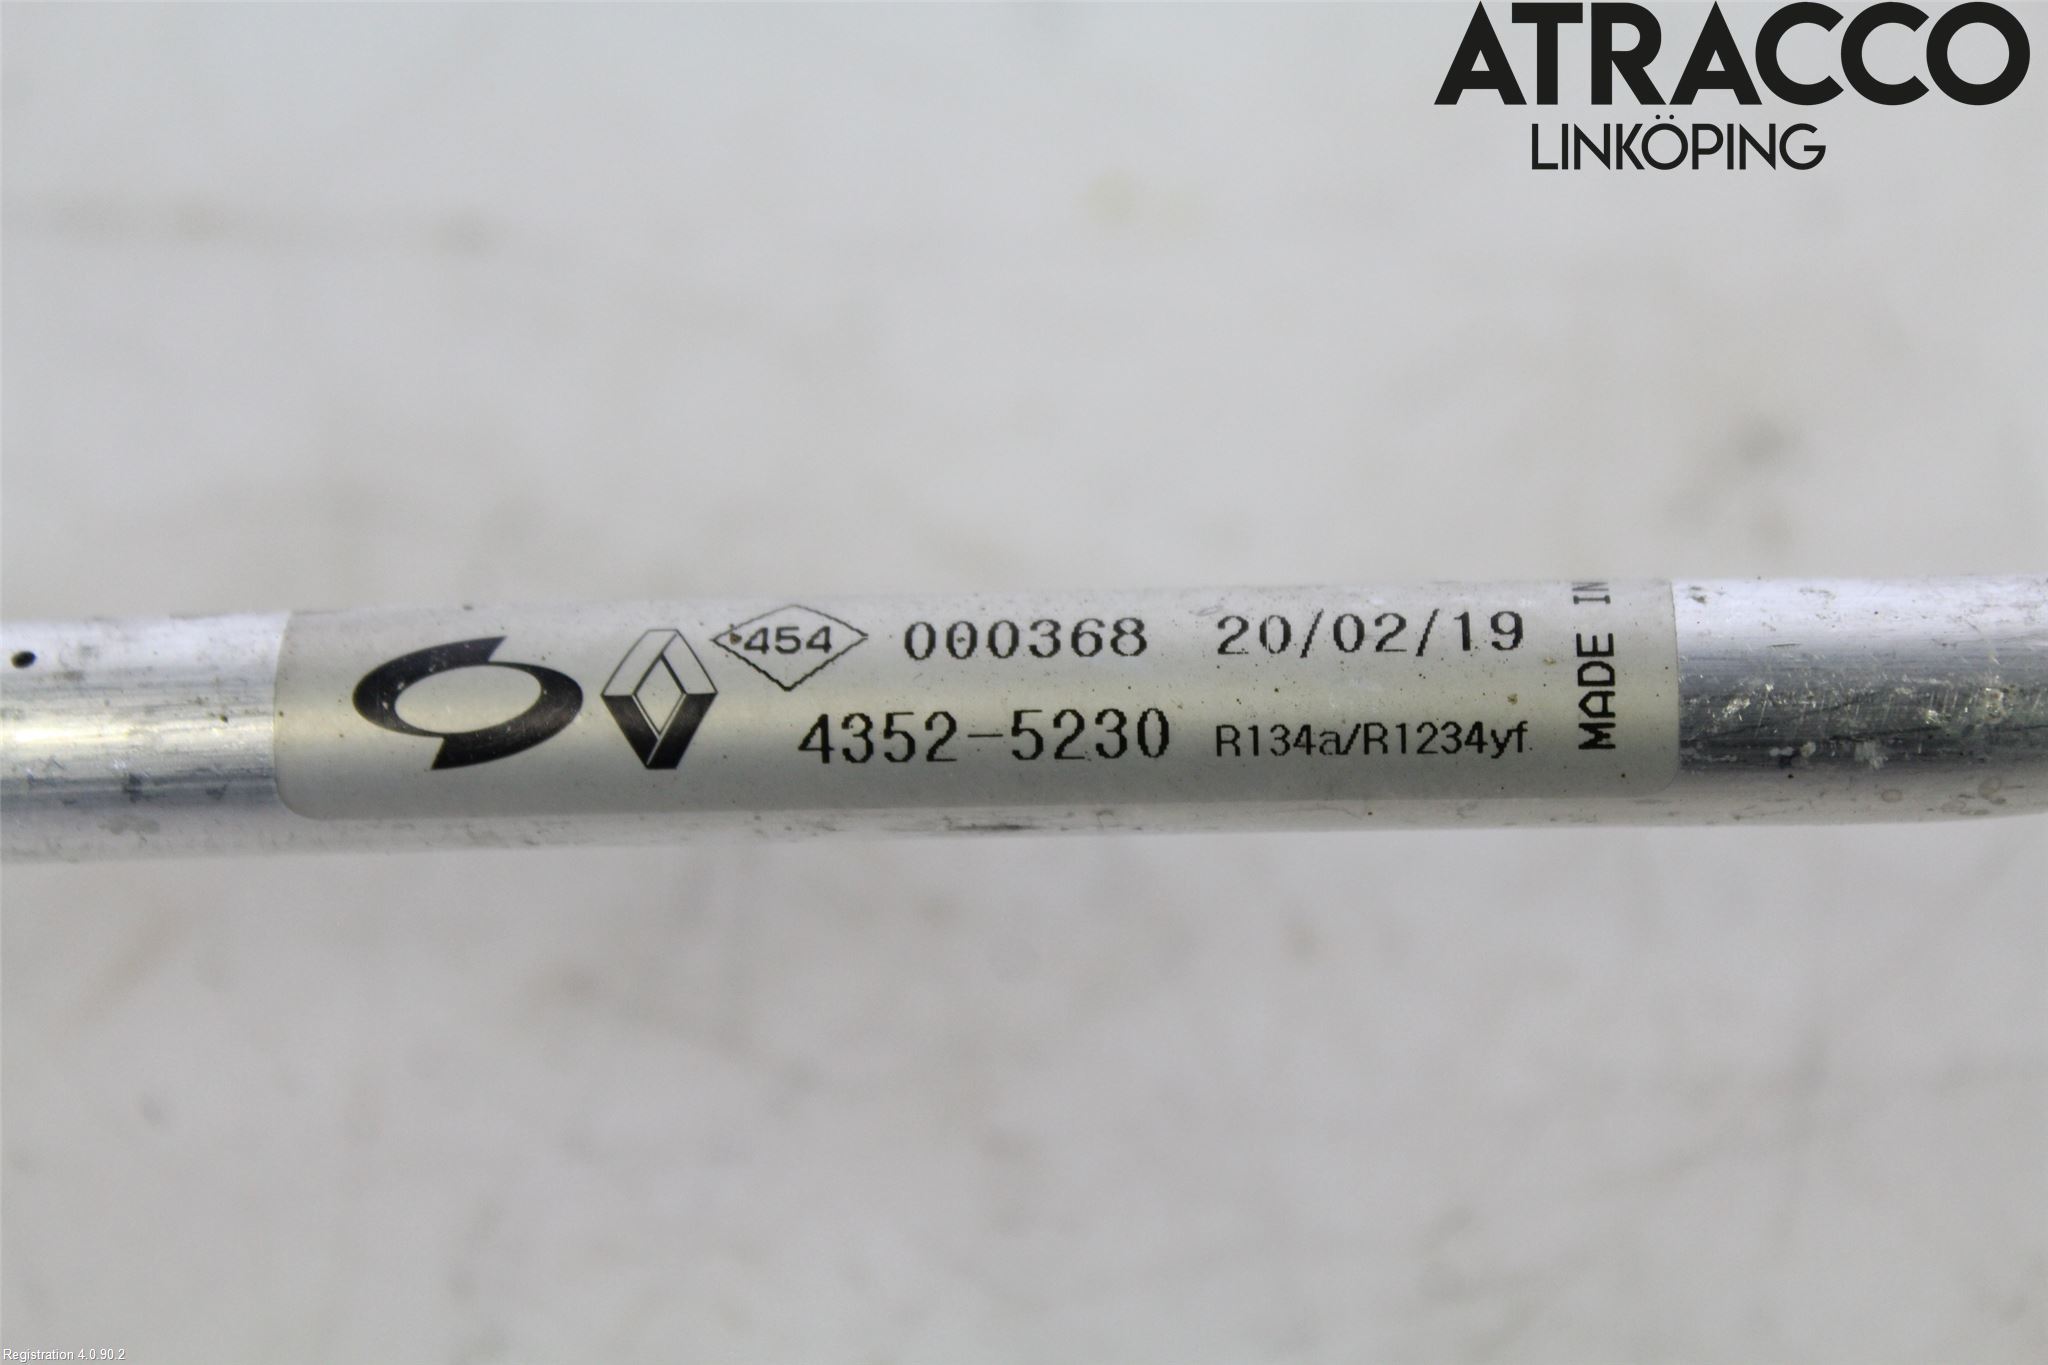 ATRACCO
LINKÖPING
454 000368 20/02/19
4352-5230 R134a/R1234yf
MADE IN
Registration 4.0.90.2